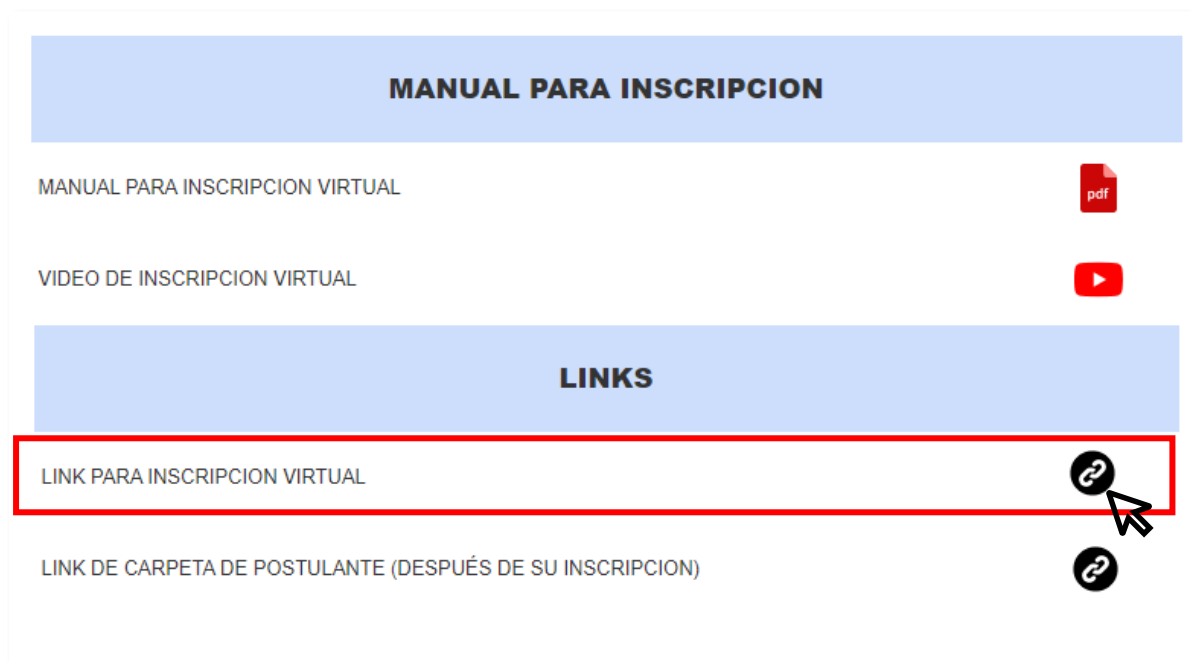 MANUAL PARA INSCRIPCION
MANUAL PARA INSCRIPCION VIRTUAL
pdf
VIDEO DE INSCRIPCION VIRTUAL
LINKS
LINK PARA INSCRIPCION VIRTUAL
LINK DE CARPETA DE POSTULANTE (DESPUÉS DE SU INSCRIPCION)